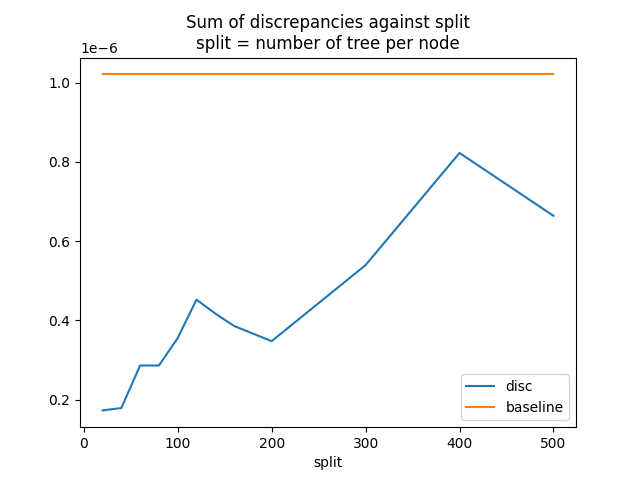 Sum of discrepancies against split
split = number of tree per node
1e−6
1.0
0.8
0.6
0.4
0.2
0
100
200
300
400
500
split
disc
baseline